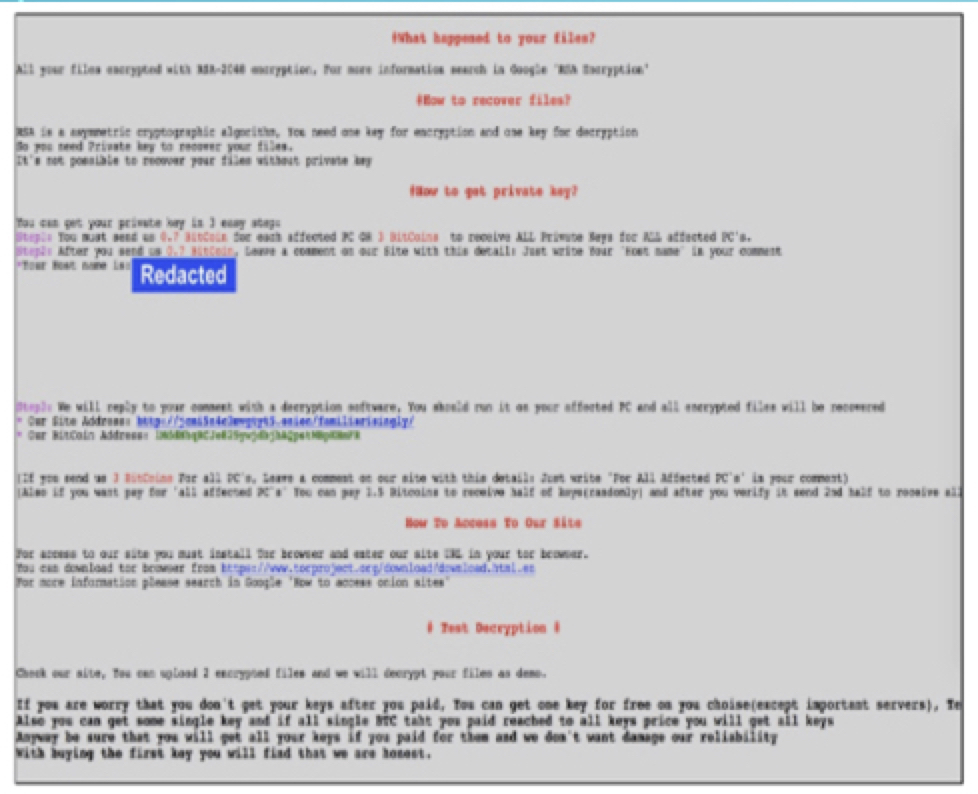 #What happened to your files?
All your files encrypted with RSA-2048 encryption, For more information search in Google 'RSA Encryption'
#How to recover files?
RSA is a asymmetric cryptographic algorithm, You need one key for encryption and one key for decryption
So you need Private key to recover your files.
It's not possible to recover your files without private key
#How to get private key?
You can get your private key in 3 easy step:
Step1: You must send us 0.7 BitCoin for each affected PC OR 3 BitCoins to receive ALL Private Keys for ALL affected PC's.
Step2: After you send us 0.7 BitCoin, Leave a comment on our Site with this detail: Just write Your 'Host name' in your comment
*Your Host name is:
Redacted
Step3: We will reply to your comment with a decryption software, You should run it on your affected PC and all encrypted files will be recovered
* Our Site Address:
* Our BitCoin Address:
(If you send us 3 BitCoins For all PC's, Leave a comment on our site with this detail: Just write 'For All Affected PC's' in your comment)
(Also if you want pay for 'all affected PC's' You can pay 1.5 Bitcoins to receive half of keys(randomly) and after you verify it send 2nd half to receive all
How To Access To Our Site
For access to our site you must install Tor browser and enter our site URL in your tor browser.
You can download tor browser from https://www.torproject.org/download/download.html.en
For more information please search in Google 'How to access onion sites'
# Test Decryption #
Check our site, You can upload 2 encrypted files and we will decrypt your files as demo.
If you are worry that you don't get your keys after you paid, You can get one key for free on you choise(except important servers), Te
Also you can get some single key and if all single BTC taht you paid reached to all keys price you will get all keys
Anyway be sure that you will get all your keys if you paid for them and we don't want damage our reliability
With buying the first key you will find that we are honest.